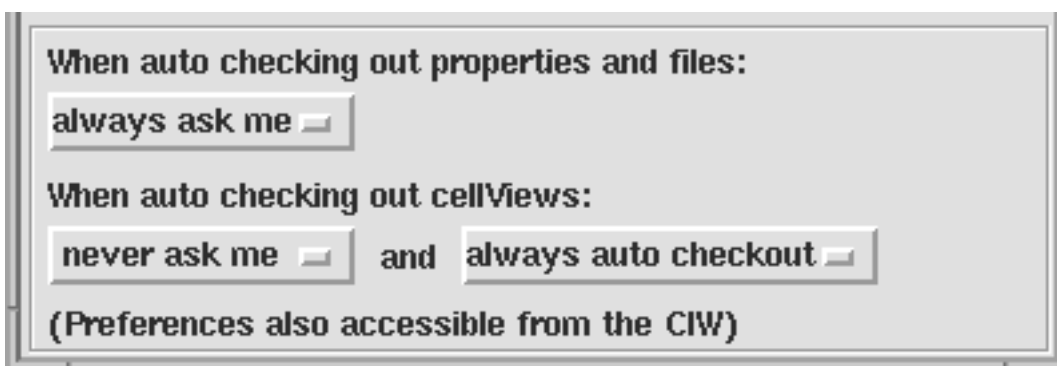 When auto checking out properties and files:
always ask me
When auto checking out cellViews:
never ask me and always auto checkout
(Preferences also accessible from the CIW)